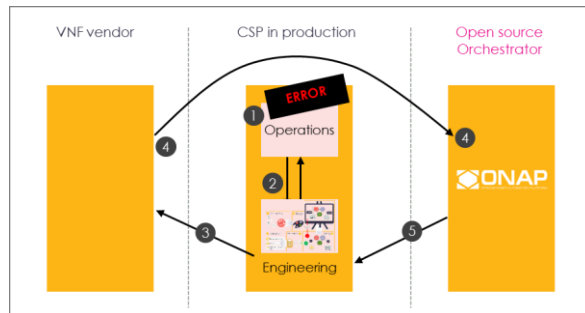 VNF vendor
CSP in production
Open source
Orchestrator
ERROR
1
Operations
4
4
ONAP
2
3
5
Engineering